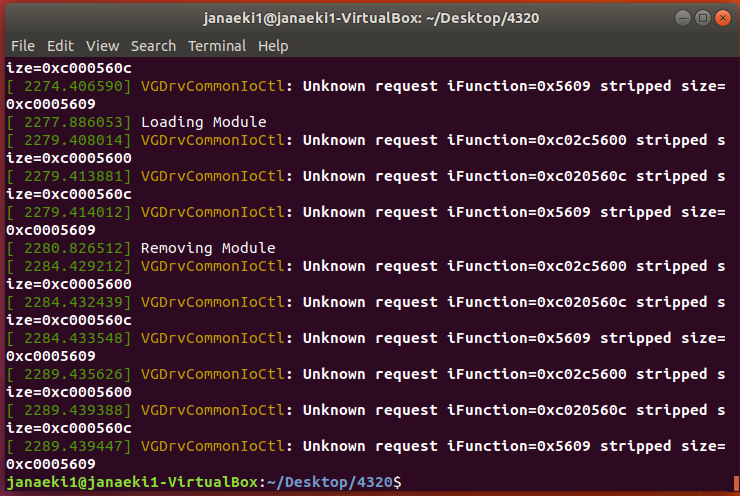 janaeki1@janaeki1-VirtualBox: ~/Desktop/4320
File Edit View Search Terminal Help
ize=0xc000560c
[ 2274.406590] VGDrvCommonIoCtl: Unknown request iFunction=0x5609 stripped size=
0xc0005609
[ 2277.886053] Loading Module
[ 2279.408014] VGDrvCommonIoCtl: Unknown request iFunction=0xc02c5600 stripped s
ize=0xc0005600
[ 2279.413881] VGDrvCommonIoCtl: Unknown request iFunction=0xc020560c stripped s
ize=0xc000560c
[ 2279.414012] VGDrvCommonIoCtl: Unknown request iFunction=0x5609 stripped size=
0xc0005609
[ 2280.826512] Removing Module
[ 2284.429212] VGDrvCommonIoCtl: Unknown request iFunction=0xc02c5600 stripped s
ize=0xc0005600
[ 2284.432439] VGDrvCommonIoCtl: Unknown request iFunction=0xc020560c stripped s
ize=0xc000560c
[ 2284.433548] VGDrvCommonIoCtl: Unknown request iFunction=0x5609 stripped size=
0xc0005609
[ 2289.435626] VGDrvCommonIoCtl: Unknown request iFunction=0xc02c5600 stripped s
ize=0xc0005600
[ 2289.439388] VGDrvCommonIoCtl: Unknown request iFunction=0xc020560c stripped s
ize=0xc000560c
[ 2289.439447] VGDrvCommonIoCtl: Unknown request iFunction=0x5609 stripped size=
0xc0005609
janaeki1@janaeki1-VirtualBox:~/Desktop/4320$